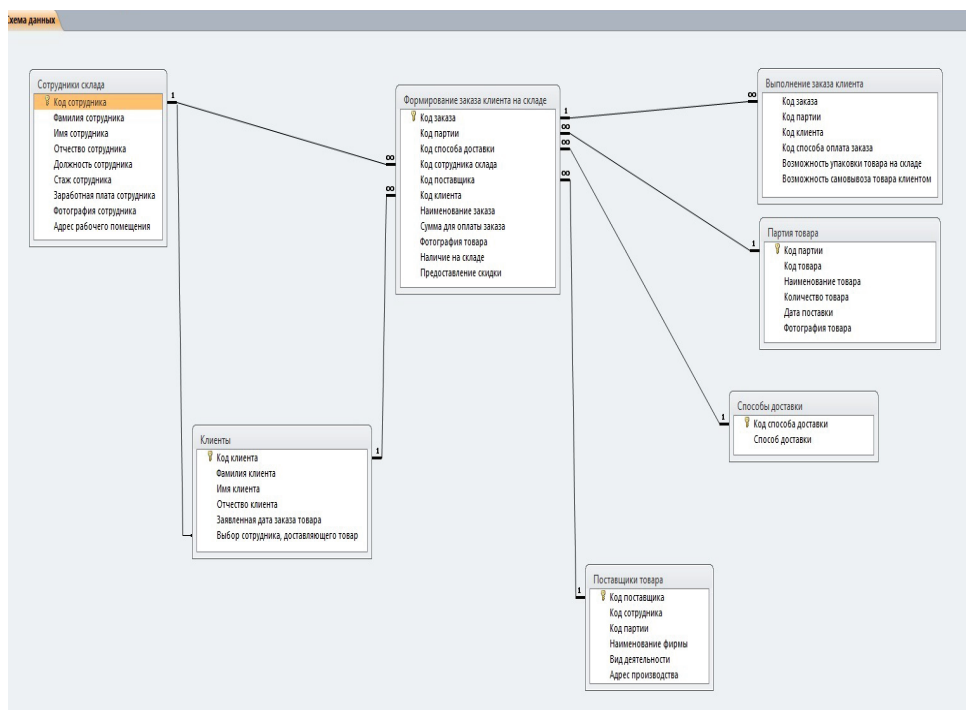 Схема данных
Сотрудники склада
Код сотрудника
Фамилия сотрудника
Имя сотрудника
Отчество сотрудника
Должность сотрудника
Стаж сотрудника
Заработная плата сотрудника
Фотография сотрудника
Адрес рабочего помещения
1
∞
∞
Формирование заказа клиента на складе
Код заказа
Код партии
Код способа доставки
Код сотрудника склада
Код поставщика
Код клиента
Наименование заказа
Сумма для оплаты заказа
Фотография товара
Наличие на складе
Предоставление скидки
1
∞
∞
∞
∞
Выполнение заказа клиента
Код заказа
Код партии
Код клиента
Код способа оплата заказа
Возможность упаковки товара на складе
Возможность самовывоза товара клиентом
1
Партия товара
Код партии
Код товара
Наименование товара
Количество товара
Дата поставки
Фотография товара
1
Способы доставки
Код способа доставки
Способ доставки
Клиенты
Код клиента
Фамилия клиента
Имя клиента
Отчество клиента
Заявленная дата заказа товара
Выбор сотрудника, доставляющего товар
1
1
Поставщики товара
Код поставщика
Код сотрудника
Код партии
Наименование фирмы
Вид деятельности
Адрес производства